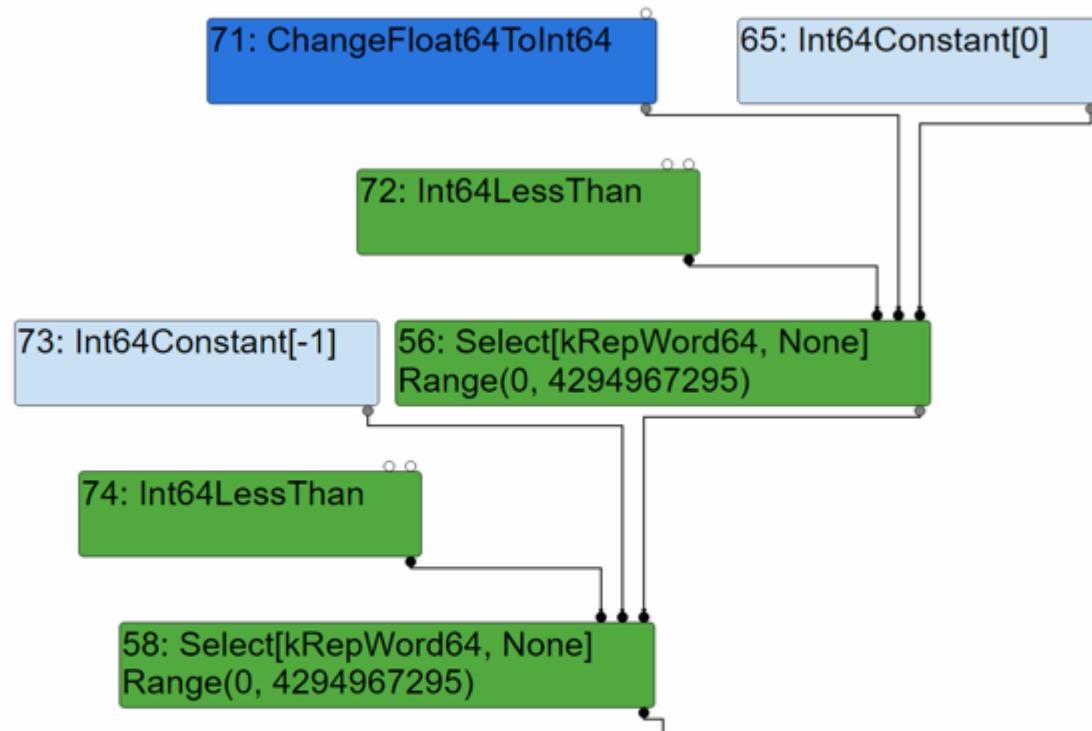 71: ChangeFloat64ToInt64
65: Int64Constant[0]
72: Int64LessThan
73: Int64Constant[-1]
56: Select[kRepWord64, None]
Range(0, 4294967295)
74: Int64LessThan
58: Select[kRepWord64, None]
Range(0, 4294967295)